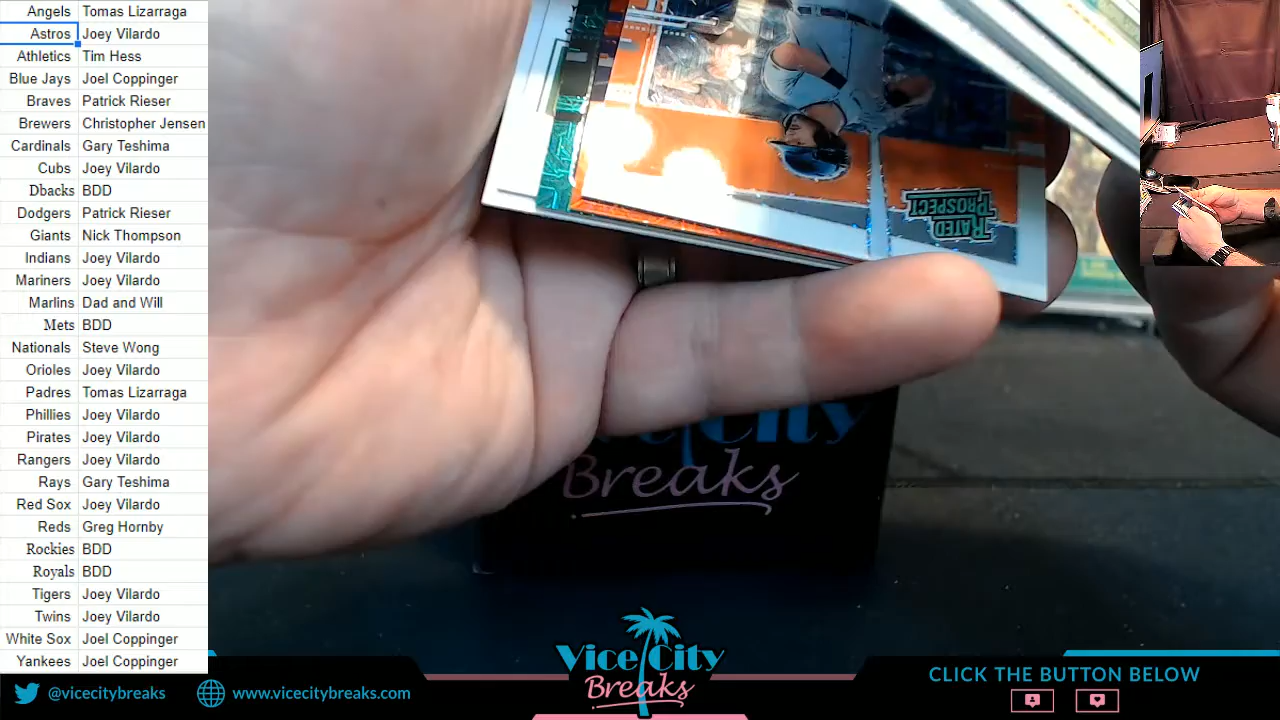 Angels Tomas Lizarraga
Astros Joey Vilardo
Athletics Tim Hess
Blue Jays Joel Coppinger
Braves Patrick Rieser
Brewers Christopher Jensen
Cardinals Gary Teshima
Cubs Joey Vilardo
Dbacks BDD
Dodgers Patrick Rieser
Giants Nick Thompson
Indians Joey Vilardo
Mariners Joey Vilardo
Marlins Dad and Will
Mets BDD
Nationals Steve Wong
Orioles Joey Vilardo
Padres Tomas Lizarraga
Phillies Joey Vilardo
Pirates Joey Vilardo
Rangers Joey Vilardo
Rays Gary Teshima
Red Sox Joey Vilardo
Reds Greg Hornby
Rockies BDD
Royals BDD
Tigers Joey Vilardo
Twins Joey Vilardo
White Sox Joel Coppinger
Yankees Joel Coppinger
RATED
PROSPECT
City
Breaks
Vice City
Breaks
@vicecitybreaks
www.vicecitybreaks.com
CLICK THE BUTTON BELOW